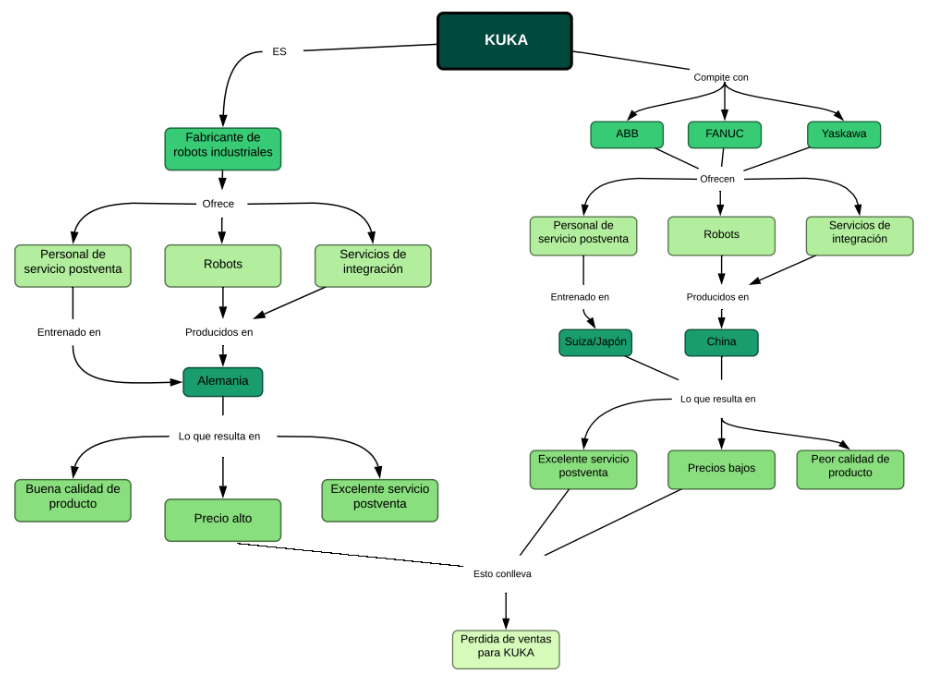 KUKA
ES
Compite con
Fabricante de
robots industriales
ABB
FANUC
Yaskawa
Ofrece
Ofrecen
Personal de
servicio postventa
Robots
Servicios de
integración
Personal de
servicio postventa
Robots
Servicios de
integración
Entrenado en
Producidos en
Entrenado en
Producidos en
Alemania
Suiza/Japón
China
Lo que resulta en
Lo que resulta en
Buena calidad de
producto
Precio alto
Excelente servicio
postventa
Excelente servicio
postventa
Precios bajos
Peor calidad de
producto
Esto conlleva
Perdida de ventas
para KUKA